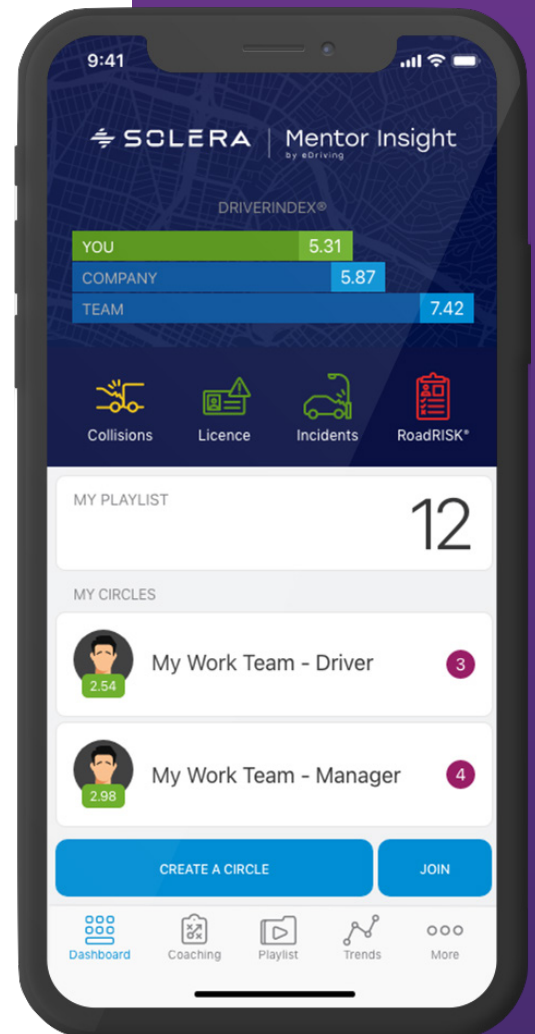 9:41
SOLERA | Mentor Insight
by eDriving
DRIVERINDEX®
YOU 5.31
COMPANY 5.87
TEAM 7.42
Collisions Licence Incidents RoadRISK®
MY PLAYLIST
12
MY CIRCLES
My Work Team - Driver 3
2.54
My Work Team - Manager 4
2.98
CREATE A CIRCLE JOIN
Dashboard Coaching Playlist Trends More